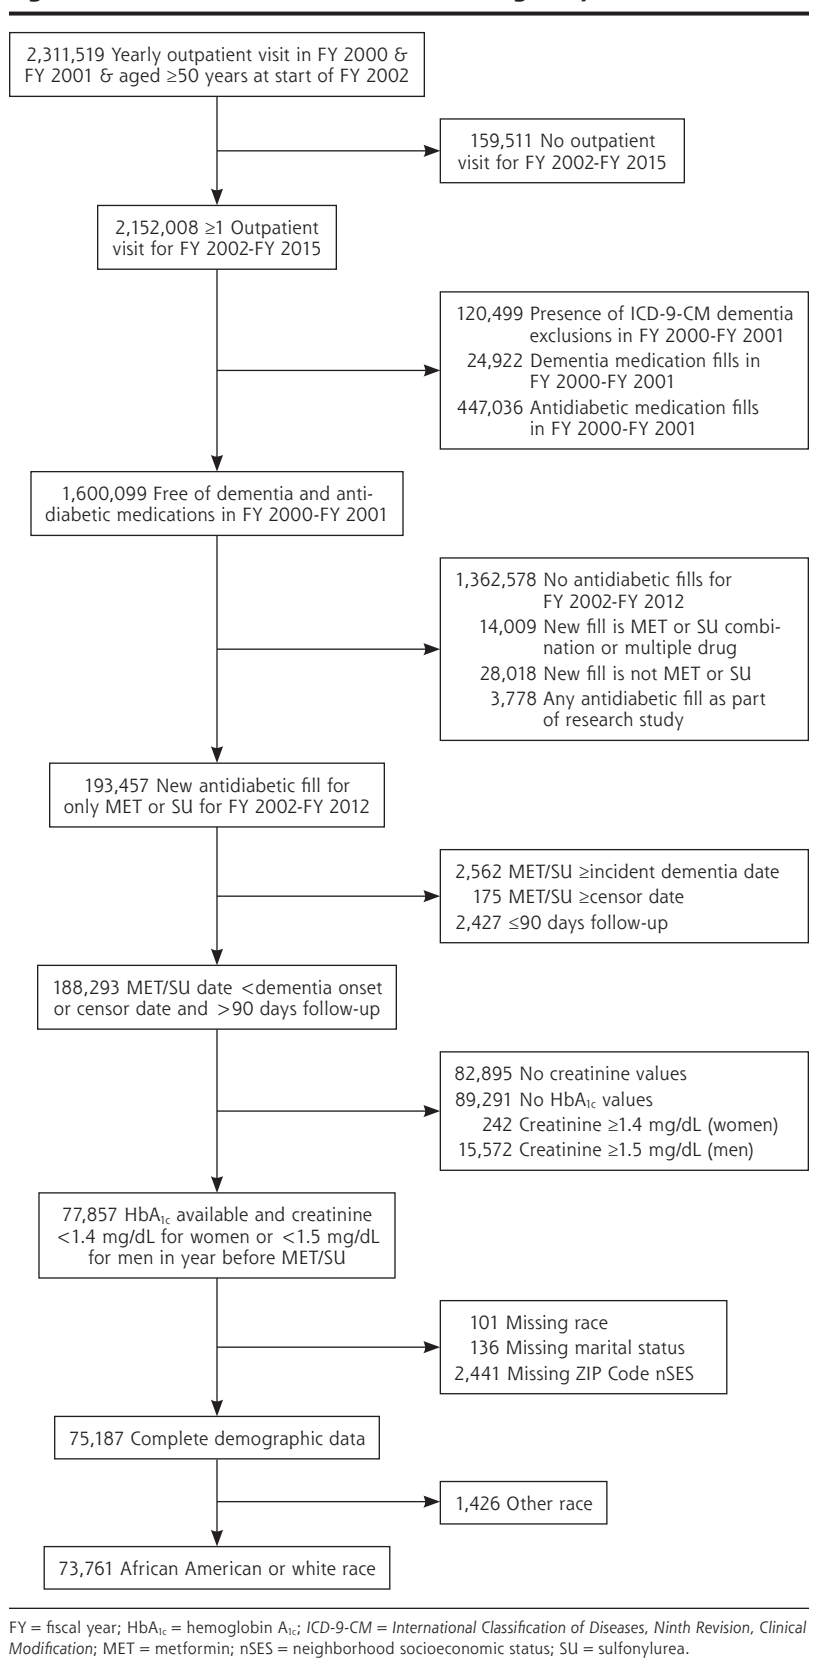 2,311,519 Yearly outpatient visit in FY 2000 &
FY 2001 & aged ≥50 years at start of FY 2002
159,511 No outpatient
visit for FY 2002-FY 2015
2,152,008 ≥1 Outpatient
visit for FY 2002-FY 2015
120,499 Presence of ICD-9-CM dementia
exclusions in FY 2000-FY 2001
24,922 Dementia medication fills in
FY 2000-FY 2001
447,036 Antidiabetic medication fills
in FY 2000-FY 2001
1,600,099 Free of dementia and anti-
diabetic medications in FY 2000-FY 2001
1,362,578 No antidiabetic fills for
FY 2002-FY 2012
14,009 New fill is MET or SU combi-
nation or multiple drug
28,018 New fill is not MET or SU
3,778 Any antidiabetic fill as part
of research study
193,457 New antidiabetic fill for
only MET or SU for FY 2002-FY 2012
2,562 MET/SU ≥incident dementia date
175 MET/SU ≥censor date
2,427 ≤90 days follow-up
188,293 MET/SU date <dementia onset
or censor date and >90 days follow-up
82,895 No creatinine values
89,291 No HbA1c values
242 Creatinine ≥1.4 mg/dL (women)
15,572 Creatinine ≥1.5 mg/dL (men)
77,857 HbA1c available and creatinine
<1.4 mg/dL for women or <1.5 mg/dL
for men in year before MET/SU
101 Missing race
136 Missing marital status
2,441 Missing ZIP Code nSES
75,187 Complete demographic data
1,426 Other race
73,761 African American or white race
FY = fiscal year; HbA1c = hemoglobin A1c; ICD-9-CM = International Classification of Diseases, Ninth Revision, Clinical
Modification; MET = metformin; nSES = neighborhood socioeconomic status; SU = sulfonylurea.